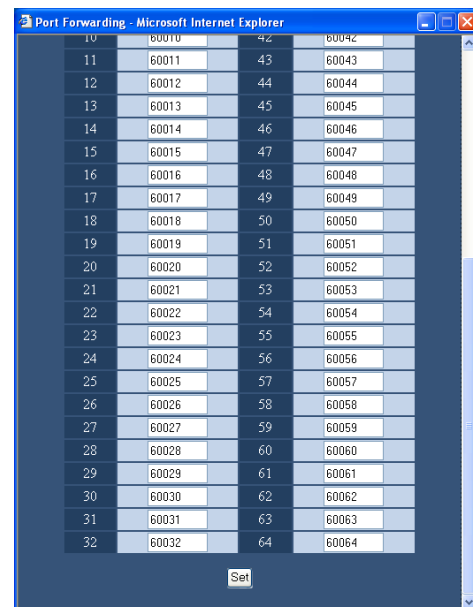 Port Forwarding - Microsoft Internet Explorer
10 60010 42 60042
11 60011 43 60043
12 60012 44 60044
13 60013 45 60045
14 60014 46 60046
15 60015 47 60047
16 60016 48 60048
17 60017 49 60049
18 60018 50 60050
19 60019 51 60051
20 60020 52 60052
21 60021 53 60053
22 60022 54 60054
23 60023 55 60055
24 60024 56 60056
25 60025 57 60057
26 60026 58 60058
27 60027 59 60059
28 60028 60 60060
29 60029 61 60061
30 60030 62 60062
31 60031 63 60063
32 60032 64 60064
Set